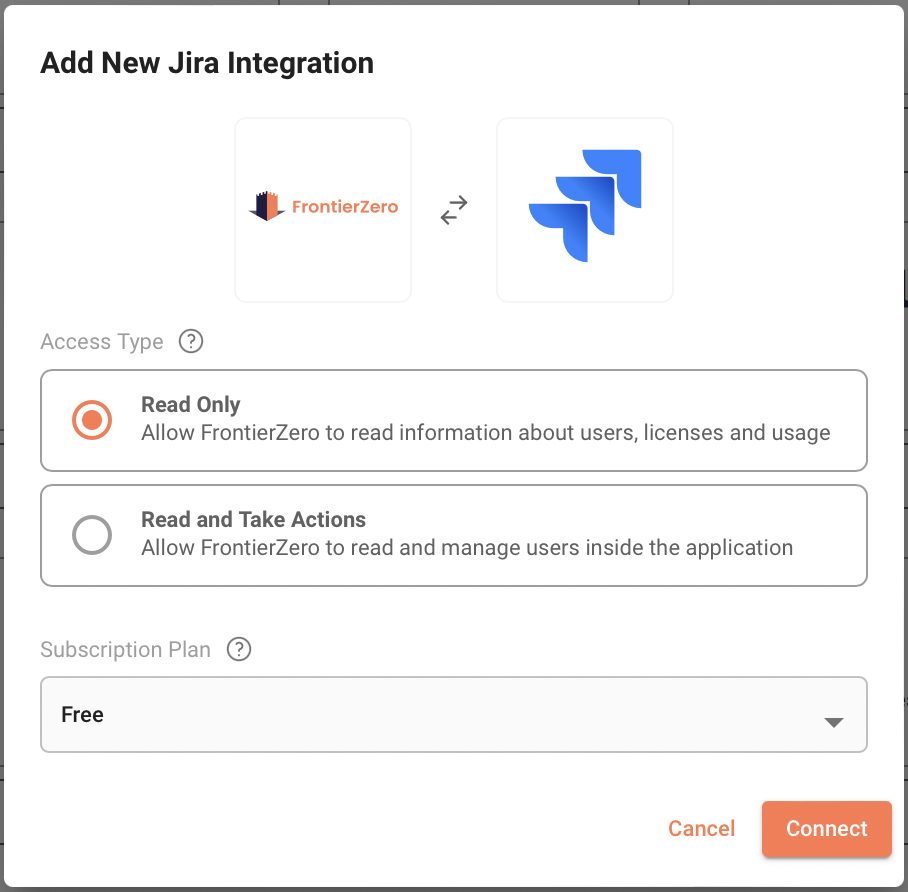 Add New Jira Integration
FrontierZero
Access Type ?
Read Only
Allow FrontierZero to read information about users, licenses and usage
Read and Take Actions
Allow FrontierZero to read and manage users inside the application
Subscription Plan ?
Free
Cancel Connect